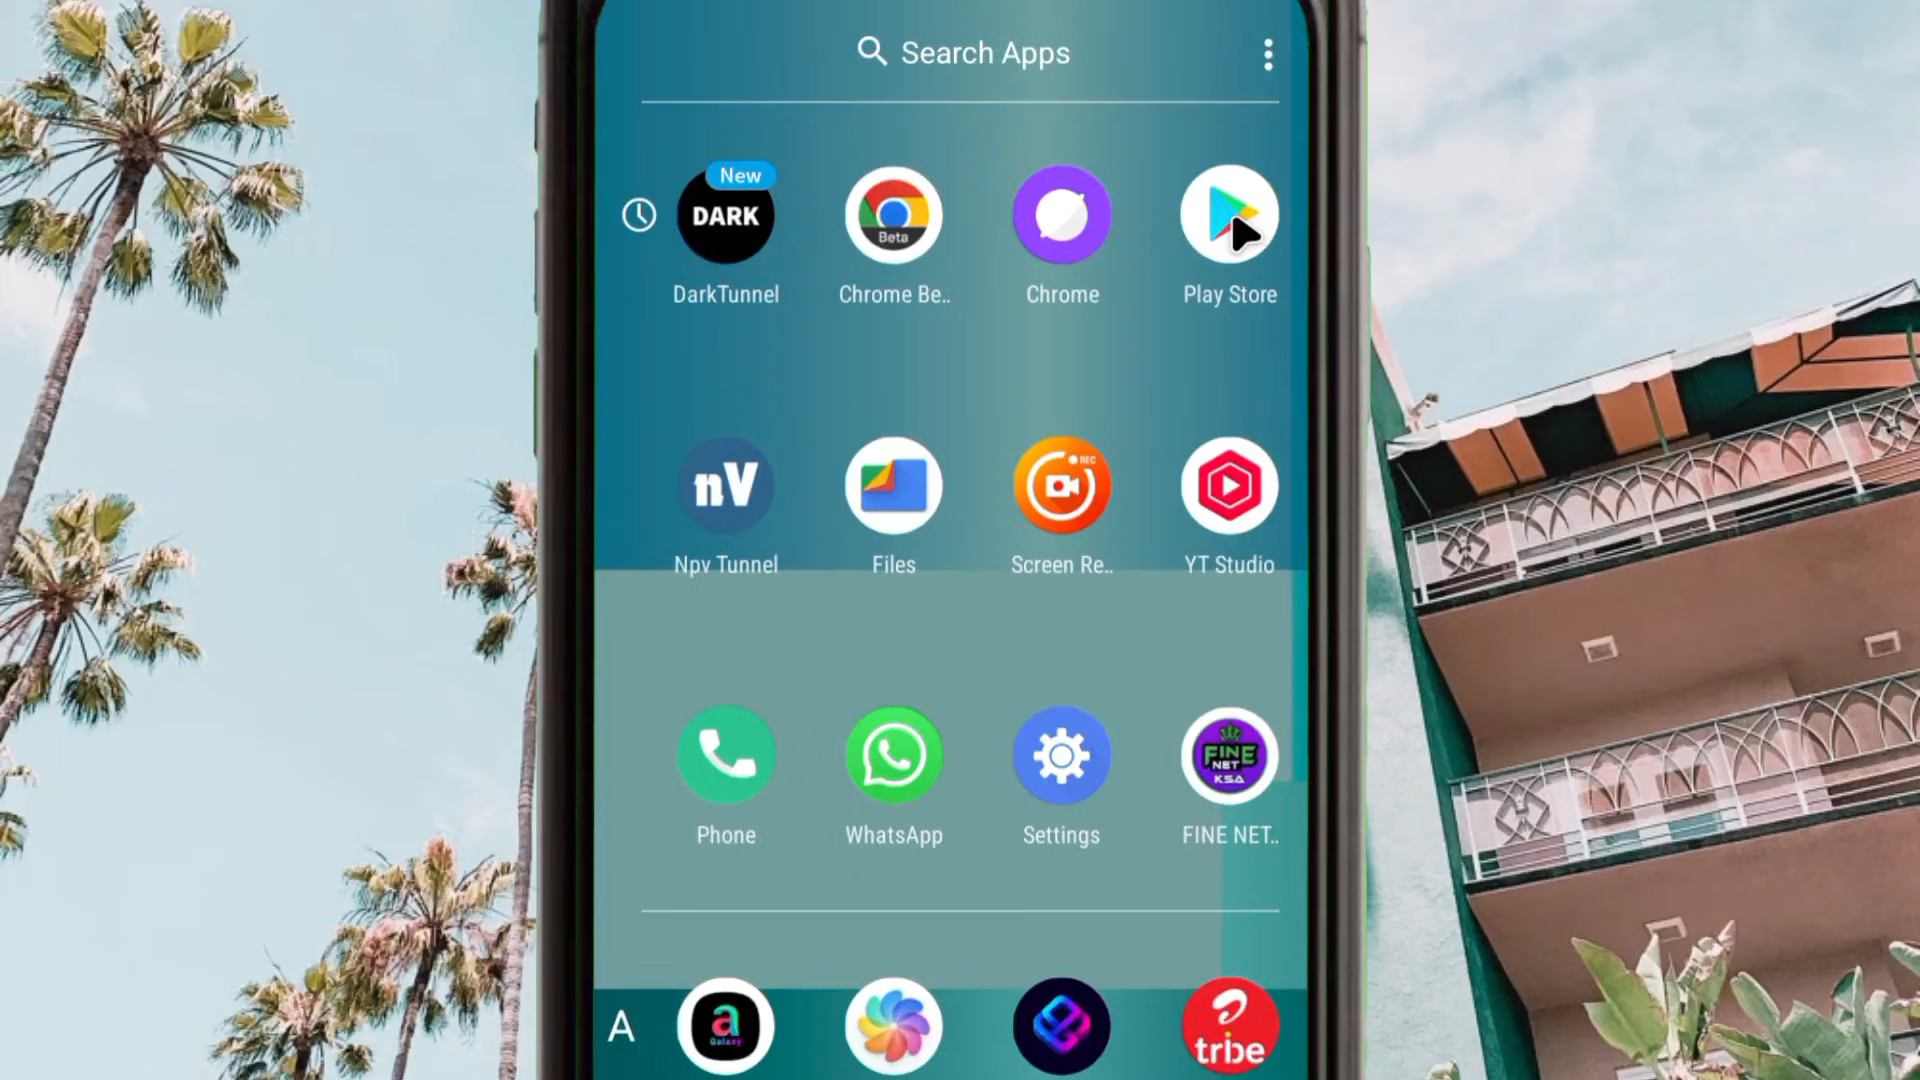 Search Apps
New
DARK
Beta
DarkTunnel
Chrome Be..
Chrome
Play Store
nV
REC
Npv Tunnel
Files
Screen Re..
YT Studio
FINE
NET
KSA
Phone
WhatsApp
Settings
FINE NET..
A
a
Galaxy
tribe